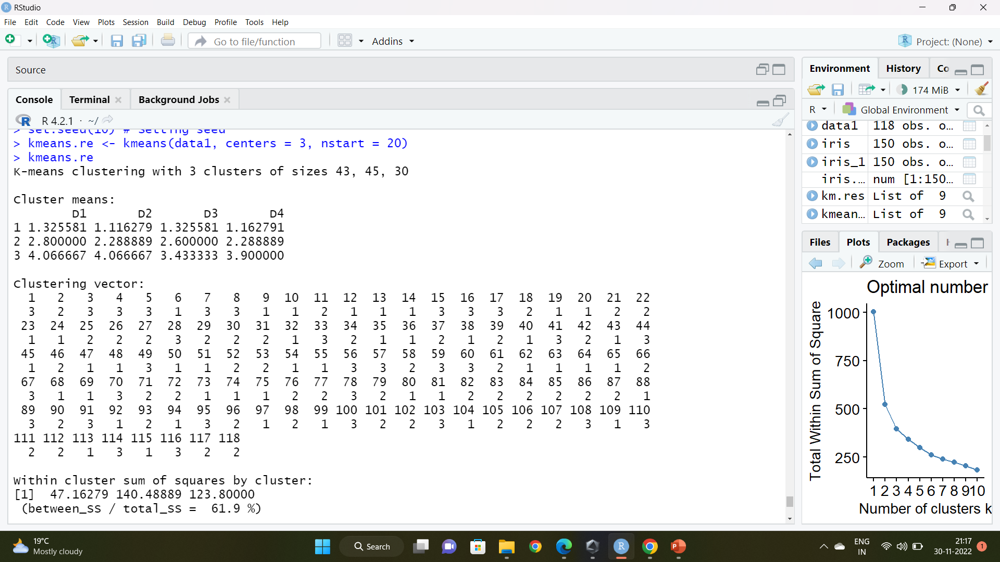 RStudio
File Edit Code View Plots Session Build Debug Profile Tools Help
Go to file/function
Addins
Project: (None)
Source
Console Terminal Background Jobs
R 4.2.1 · ~/
> set.seed(10) # Setting seed
> kmeans.re <- kmeans(data1, centers = 3, nstart = 20)
> kmeans.re
K-means clustering with 3 clusters of sizes 43, 45, 30
Cluster means:
D1 D2 D3 D4
1 1.325581 1.116279 1.325581 1.162791
2 2.800000 2.288889 2.600000 2.288889
3 4.066667 4.066667 3.433333 3.900000
Clustering vector:
1 2 3 4 5 6 7 8 9 10 11 12 13 14 15 16 17 18 19 20 21 22
3 2 3 3 3 1 3 3 1 1 2 1 1 1 3 3 3 2 1 1 2 2
23 24 25 26 27 28 29 30 31 32 33 34 35 36 37 38 39 40 41 42 43 44
1 1 2 2 2 3 2 2 2 1 3 2 1 1 2 1 2 1 3 2 1 3
45 46 47 48 49 50 51 52 53 54 55 56 57 58 59 60 61 62 63 64 65 66
1 2 1 1 3 1 1 2 2 1 1 3 3 2 3 3 2 1 1 1 1 2
67 68 69 70 71 72 73 74 75 76 77 78 79 80 81 82 83 84 85 86 87 88
3 1 1 3 2 2 1 1 1 2 2 3 2 1 1 2 2 2 2 2 2 1
89 90 91 92 93 94 95 96 97 98 99 100 101 102 103 104 105 106 107 108 109 110
3 2 3 1 2 1 3 2 1 2 1 3 2 2 3 1 2 2 2 3 1 3
111 112 113 114 115 116 117 118
2 2 1 3 1 3 2 2
Within cluster sum of squares by cluster:
[1] 47.16279 140.48889 123.80000
(between_SS / total_SS = 61.9 %)
Environment History Co
174 MiB
R Global Environment
data1 118 obs. o...
iris 150 obs. o...
iris_1 150 obs. o...
iris.... num [1:150...
km.res List of 9
kmean... List of 9
Files Plots Packages H
Zoom Export
Optimal number
Total Within Sum of Square
1000
750
500
250
1 2 3 4 5 6 7 8 9 10
Number of clusters k
19°C
Mostly cloudy
Search
R
P
ENG
IN
21:17
30-11-2022
1